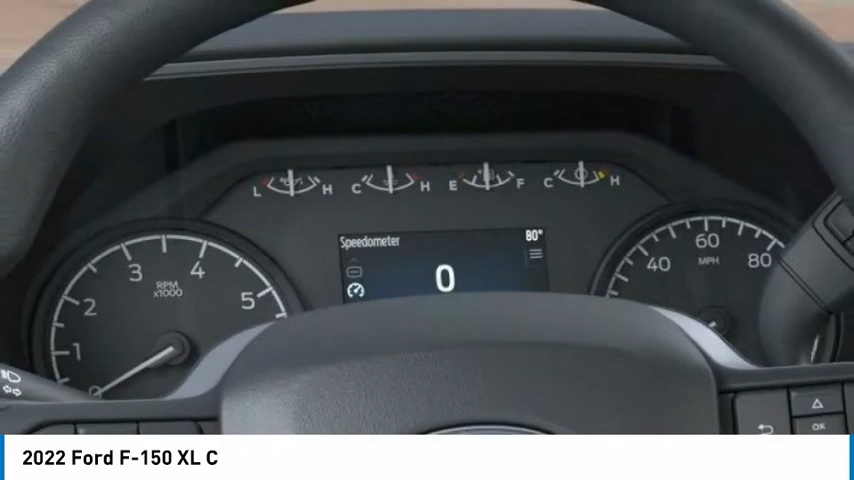 L H C H E F C H
Speedometer 80°
0
1 2 3 4 5
RPM
x1000
0
40 60 80
MPH
OK
2022 Ford F-150 XL C